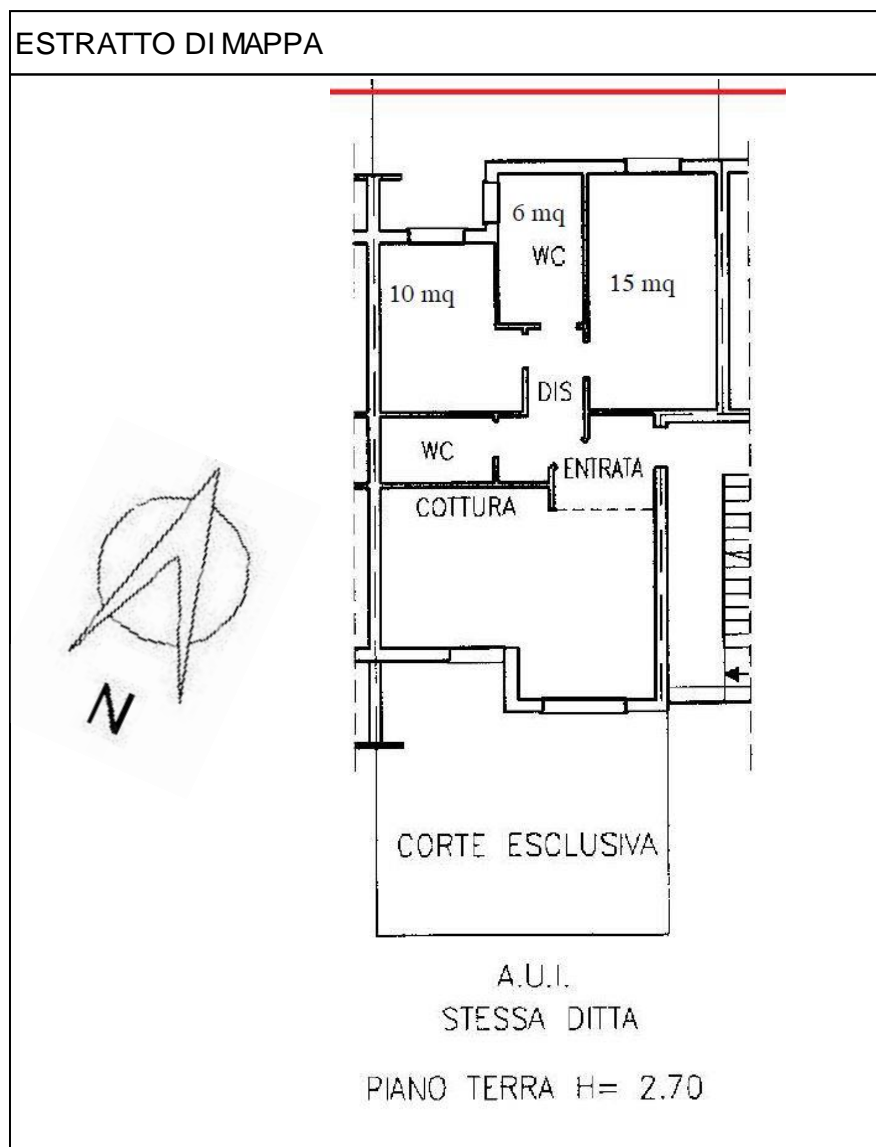 ESTRATTO DI MAPPA
6 mq
WC
10 mq
15 mq
DIS
WC
ENTRATA
COTTURA
N
CORTE ESCLUSIVA
A.U.I.
STESSA DITTA
PIANO TERRA H= 2.70